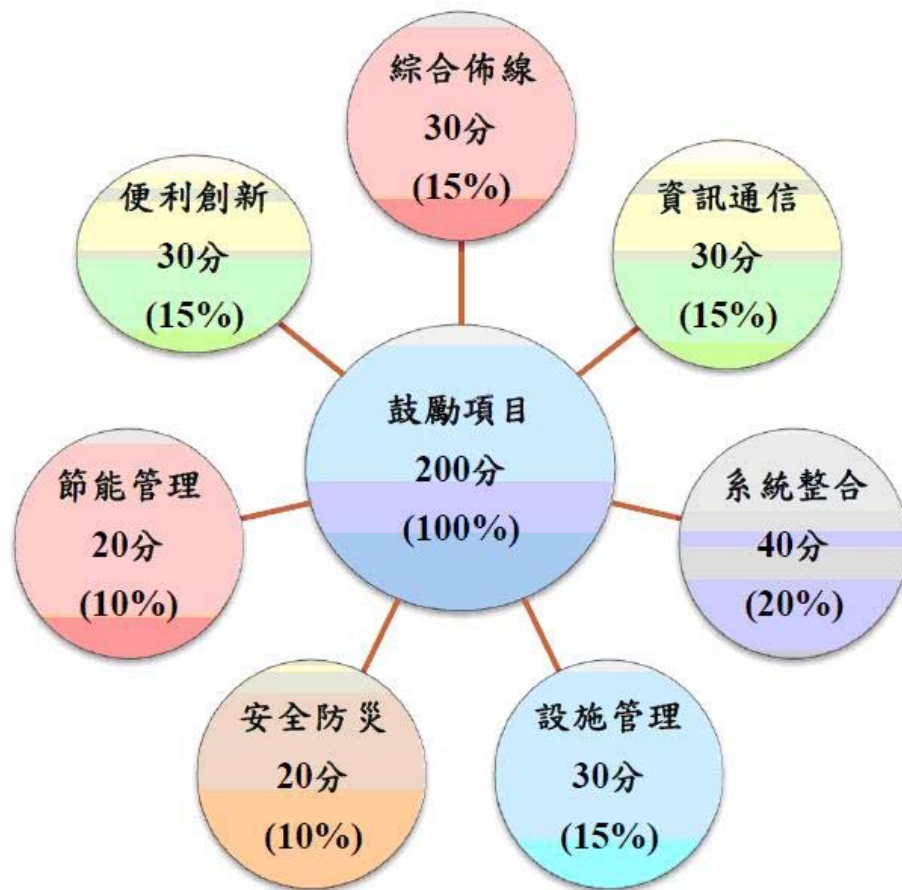 綜合佈線
30分
(15%)
便利創新
30分
(15%)
資訊通信
30分
(15%)
鼓勵項目
200分
(100%)
節能管理
20分
(10%)
系統整合
40分
(20%)
安全防災
20分
(10%)
設施管理
30分
(15%)